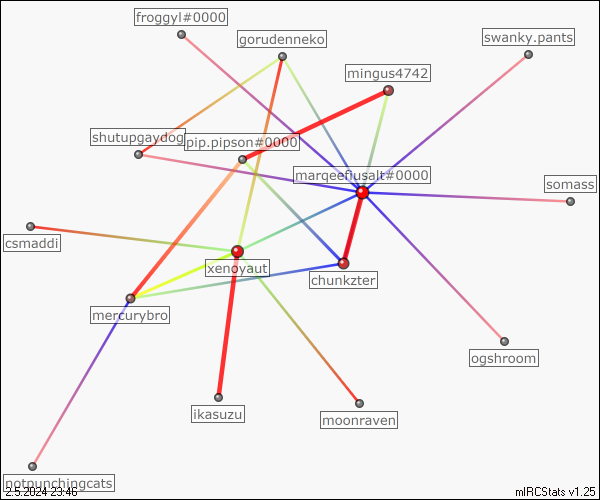 froggyl#0000
gorudenneko
swanky.pants
mingus4742
shutupgaydog
pip.pipson#0000
marqeeflusalt#0000
somass
csmaddi
xenoyaut
chunkzter
mercurybro
ogshroom
ikasuzu
moonraven
notpunchingcats
2.5.2024 23:46
mIRCStats v1.25